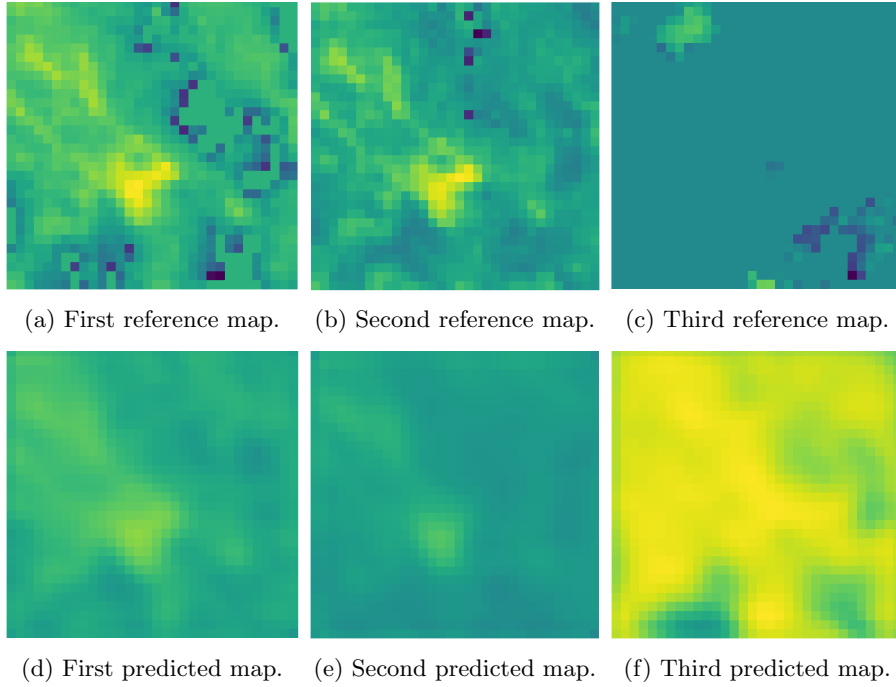 (a) First reference map.
(b) Second reference map.
(c) Third reference map.
(d) First predicted map.
(e) Second predicted map.
(f) Third predicted map.